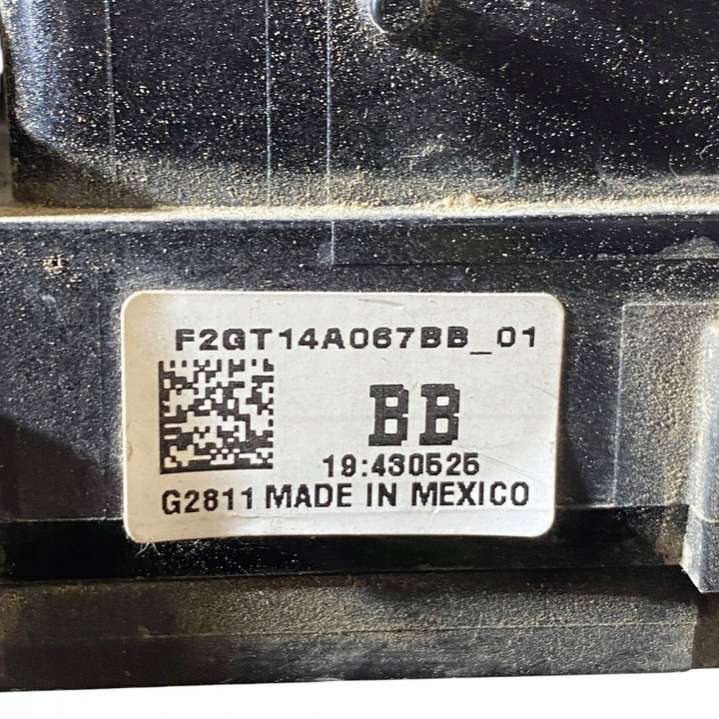 F2GT14A067BB_01
BB
19:430525
G2811 MADE IN MEXICO